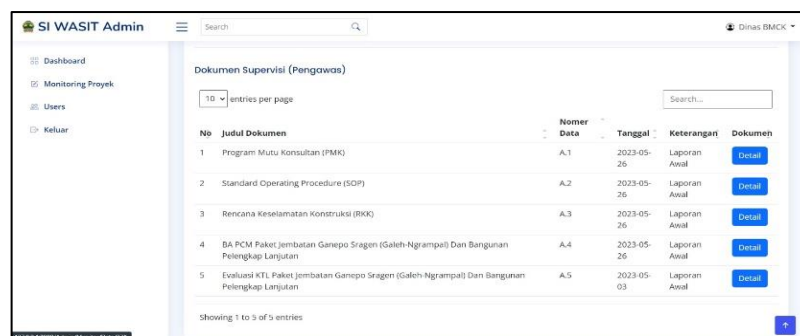 SI WASIT Admin
Search
Dinas BMCK
Dashboard
Monitoring Proyek
Users
Keluar
Dokumen Supervisi (Pengawas)
10 entries per page
Search...
No Judul Dokumen Nomer Data Tanggal Keterangan Dokumen
1 Program Mutu Konsultan (PMK) A.1 2023-05-26 Laporan Awal Detail
2 Standard Operating Procedure (SOP) A.2 2023-05-26 Laporan Awal Detail
3 Rencana Keselamatan Konstruksi (RKK) A.3 2023-05-26 Laporan Awal Detail
4 BA PCM Paket Jembatan Ganepo Sragen (Galeh-Ngrampal) Dan Bangunan Pelengkap Lanjutan A.4 2023-05-26 Laporan Awal Detail
5 Evaluasi KTL Paket Jembatan Ganepo Sragen (Galeh-Ngrampal) Dan Bangunan Pelengkap Lanjutan A.5 2023-05-03 Laporan Awal Detail
Showing 1 to 5 of 5 entries